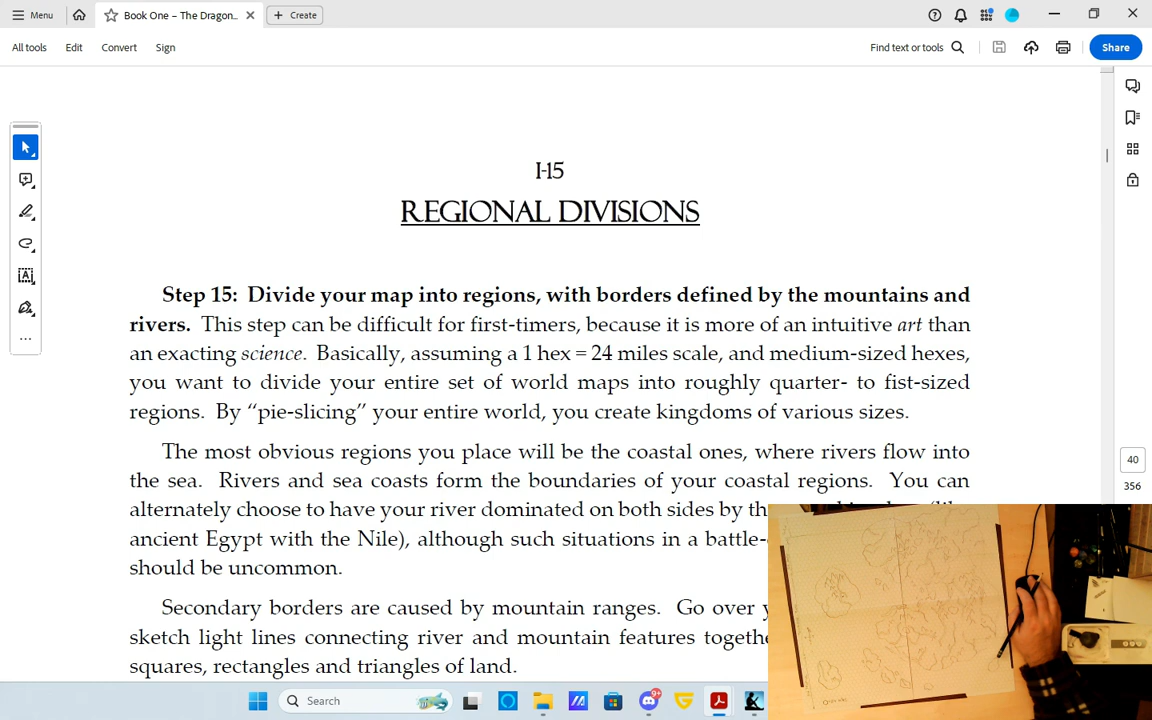 Menu
Book One – The Dragon...
Create
All tools
Edit
Convert
Sign
Find text or tools
Share
I-15
REGIONAL DIVISIONS
Step 15: Divide your map into regions, with borders defined by the mountains and
rivers. This step can be difficult for first-timers, because it is more of an intuitive art than
an exacting science. Basically, assuming a 1 hex = 24 miles scale, and medium-sized hexes,
you want to divide your entire set of world maps into roughly quarter- to fist-sized
regions. By “pie-slicing” your entire world, you create kingdoms of various sizes.
The most obvious regions you place will be the coastal ones, where rivers flow into
the sea. Rivers and sea coasts form the boundaries of your coastal regions. You can
alternately choose to have your river dominated on both sides by th
ancient Egypt with the Nile), although such situations in a battle-
should be uncommon.
Secondary borders are caused by mountain ranges. Go over y
sketch light lines connecting river and mountain features togethe
squares, rectangles and triangles of land.
40
356
Search
9+